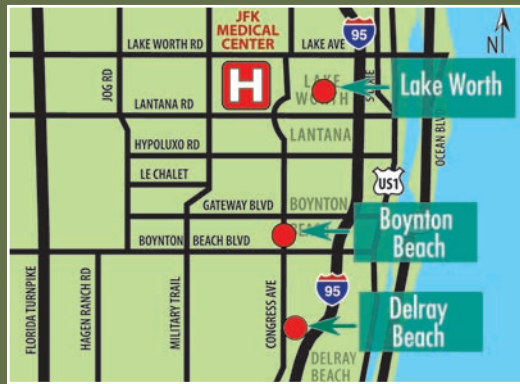 JFK
MEDICAL
CENTER
95
N
LAKE WORTH RD
LAKE AVE
JOG RD
H
LAKE
WORTH
Lake Worth
LANTANA RD
LANTANA
OCEAN BLVD
HYPOLUXO RD
LE CHALET
US1
GATEWAY BLVD
BOYNTON
Boynton
Beach
BOYNTON BEACH BLVD
FLORIDA TURNPIKE
HAGEN RANCH RD
MILITARY TRAIL
CONGRESS AVE
95
Delray
Beach
DELRAY
BEACH